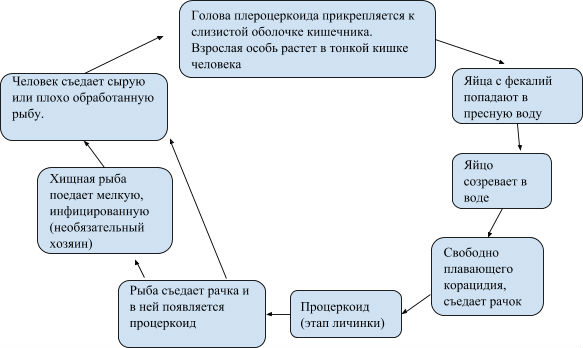 Голова плероцеркоида прикрепляется к
слизистой оболочке кишечника.
Взрослая особь растет в тонкой кишке
человека
Яйца с фекалий
попадают в
пресную воду
Яйцо
созревает в
воде
Свободно
плавающего
корацидия,
съедает рачок
Процеркоид
(этап личинки)
Рыба съедает рачка и
в ней появляется
процеркоид
Хищная рыба
поедает мелкую,
инфицированную
(необязательный
хозяин)
Человек съедает сырую
или плохо обработанную
рыбу.